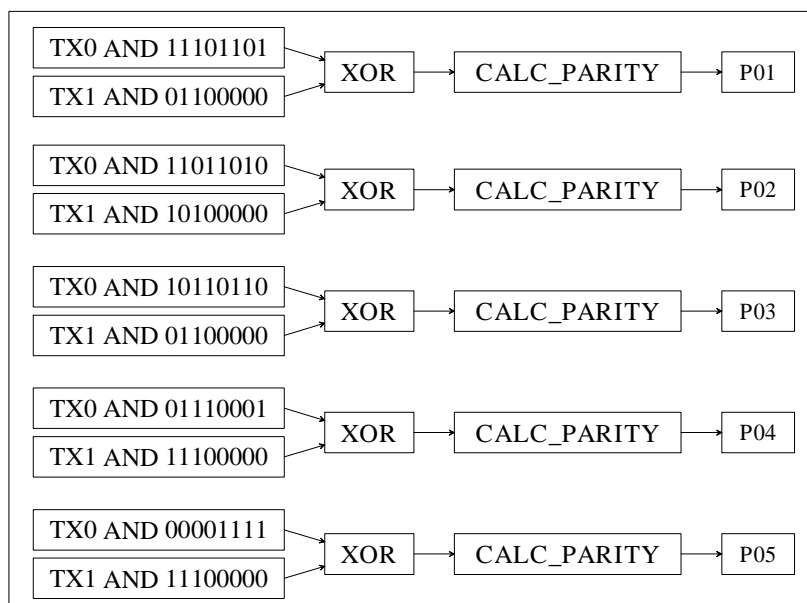 TX0 AND 11101101
XOR
CALC_PARITY
P01
TX1 AND 01100000
TX0 AND 11011010
XOR
CALC_PARITY
P02
TX1 AND 10100000
TX0 AND 10110110
XOR
CALC_PARITY
P03
TX1 AND 01100000
TX0 AND 01110001
XOR
CALC_PARITY
P04
TX1 AND 11100000
TX0 AND 00001111
XOR
CALC_PARITY
P05
TX1 AND 11100000